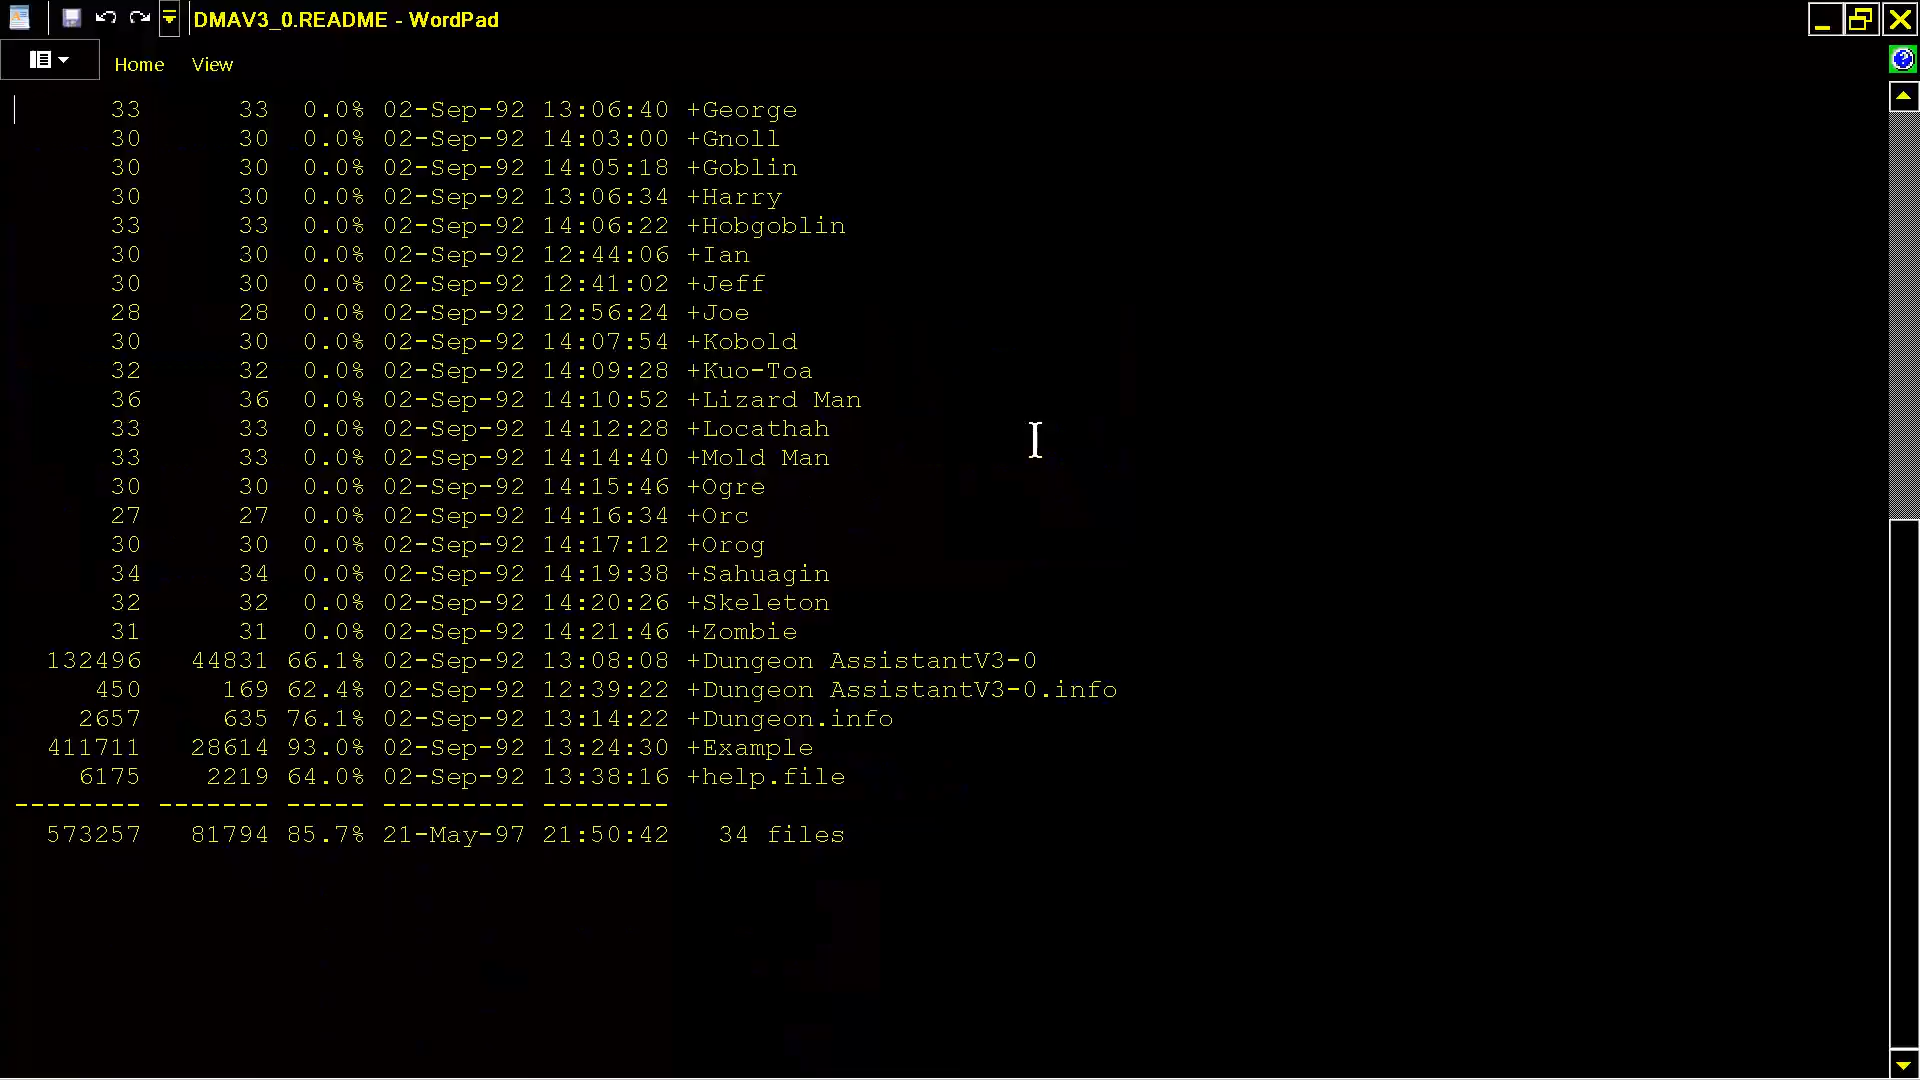 DMAV3_0.README - WordPad
Home View
33 33 0.0% 02-Sep-92 13:06:40 +George
30 30 0.0% 02-Sep-92 14:03:00 +Gnoll
30 30 0.0% 02-Sep-92 14:05:18 +Goblin
30 30 0.0% 02-Sep-92 13:06:34 +Harry
33 33 0.0% 02-Sep-92 14:06:22 +Hobgoblin
30 30 0.0% 02-Sep-92 12:44:06 +Ian
30 30 0.0% 02-Sep-92 12:41:02 +Jeff
28 28 0.0% 02-Sep-92 12:56:24 +Joe
30 30 0.0% 02-Sep-92 14:07:54 +Kobold
32 32 0.0% 02-Sep-92 14:09:28 +Kuo-Toa
36 36 0.0% 02-Sep-92 14:10:52 +Lizard Man
33 33 0.0% 02-Sep-92 14:12:28 +Locathah
33 33 0.0% 02-Sep-92 14:14:40 +Mold Man
30 30 0.0% 02-Sep-92 14:15:46 +Ogre
27 27 0.0% 02-Sep-92 14:16:34 +Orc
30 30 0.0% 02-Sep-92 14:17:12 +Orog
34 34 0.0% 02-Sep-92 14:19:38 +Sahuagin
32 32 0.0% 02-Sep-92 14:20:26 +Skeleton
31 31 0.0% 02-Sep-92 14:21:46 +Zombie
132496 44831 66.1% 02-Sep-92 13:08:08 +Dungeon AssistantV3-0
450 169 62.4% 02-Sep-92 12:39:22 +Dungeon AssistantV3-0.info
2657 635 76.1% 02-Sep-92 13:14:22 +Dungeon.info
411711 28614 93.0% 02-Sep-92 13:24:30 +Example
6175 2219 64.0% 02-Sep-92 13:38:16 +help.file
-------- ------- ----- --------- --------
573257 81794 85.7% 21-May-97 21:50:42 34 files